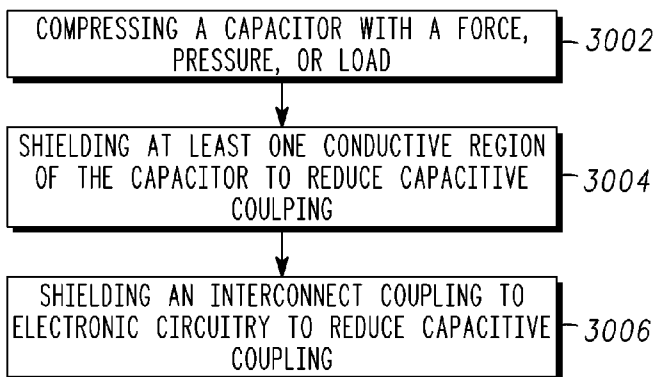 COMPRESSING A CAPACITOR WITH A FORCE,
PRESSURE, OR LOAD
3002
SHIELDING AT LEAST ONE CONDUCTIVE REGION
OF THE CAPACITOR TO REDUCE CAPACITIVE
COULPING
3004
SHIELDING AN INTERCONNECT COUPLING TO
ELECTRONIC CIRCUITRY TO REDUCE CAPACITIVE
COUPLING
3006